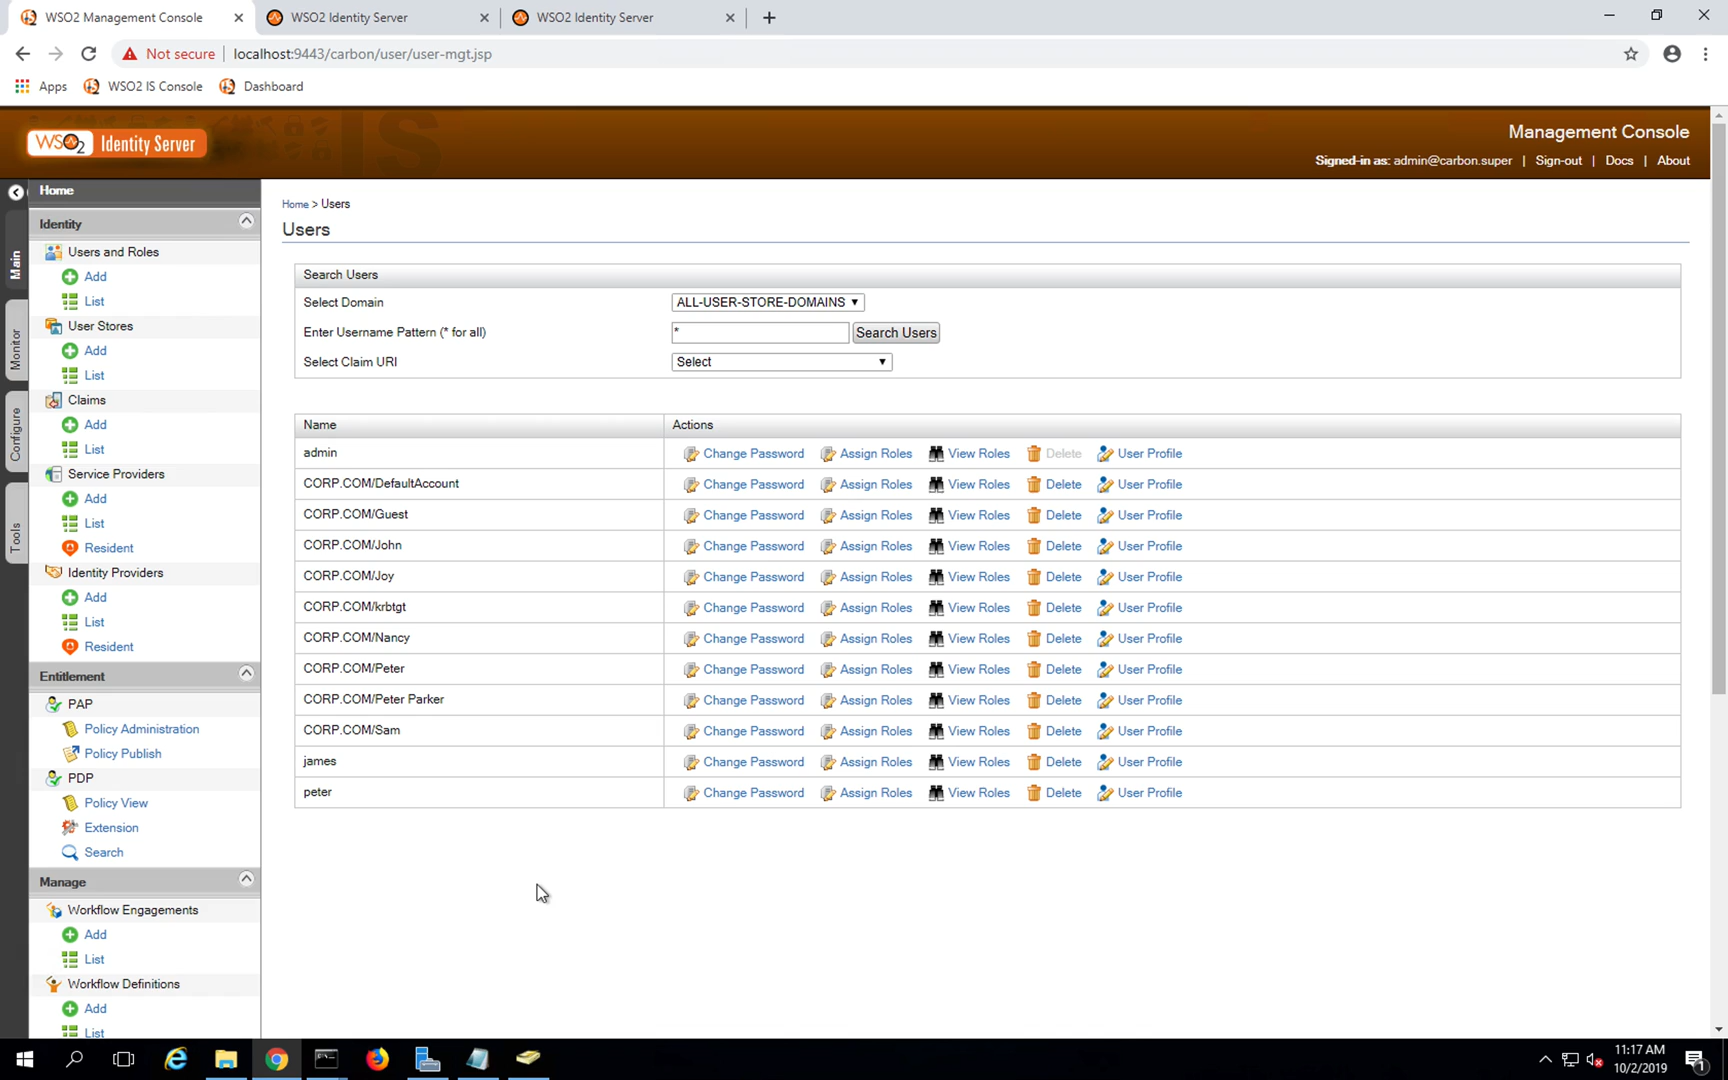 WSO2 Management Console
WSO2 Identity Server
WSO2 Identity Server
Not secure
localhost:9443/carbon/user/user-mgt.jsp
Apps
WSO2 IS Console
Dashboard
WSO2 Identity Server
Management Console
Signed-in as: admin@carbon.super | Sign-out | Docs | About
Main
Monitor
Configure
Tools
Home
Identity
Users and Roles
Add
List
User Stores
Add
List
Claims
Add
List
Service Providers
Add
List
Resident
Identity Providers
Add
List
Resident
Entitlement
PAP
Policy Administration
Policy Publish
PDP
Policy View
Extension
Search
Manage
Workflow Engagements
Add
List
Workflow Definitions
Add
List
Home > Users
Users
Search Users
Select Domain ALL-USER-STORE-DOMAINS
Enter Username Pattern (* for all) * Search Users
Select Claim URI Select
Name Actions
admin Change Password Assign Roles View Roles Delete User Profile
CORP.COM/DefaultAccount Change Password Assign Roles View Roles Delete User Profile
CORP.COM/Guest Change Password Assign Roles View Roles Delete User Profile
CORP.COM/John Change Password Assign Roles View Roles Delete User Profile
CORP.COM/Joy Change Password Assign Roles View Roles Delete User Profile
CORP.COM/krbtgt Change Password Assign Roles View Roles Delete User Profile
CORP.COM/Nancy Change Password Assign Roles View Roles Delete User Profile
CORP.COM/Peter Change Password Assign Roles View Roles Delete User Profile
CORP.COM/Peter Parker Change Password Assign Roles View Roles Delete User Profile
CORP.COM/Sam Change Password Assign Roles View Roles Delete User Profile
james Change Password Assign Roles View Roles Delete User Profile
peter Change Password Assign Roles View Roles Delete User Profile
11:17 AM
10/2/2019
1